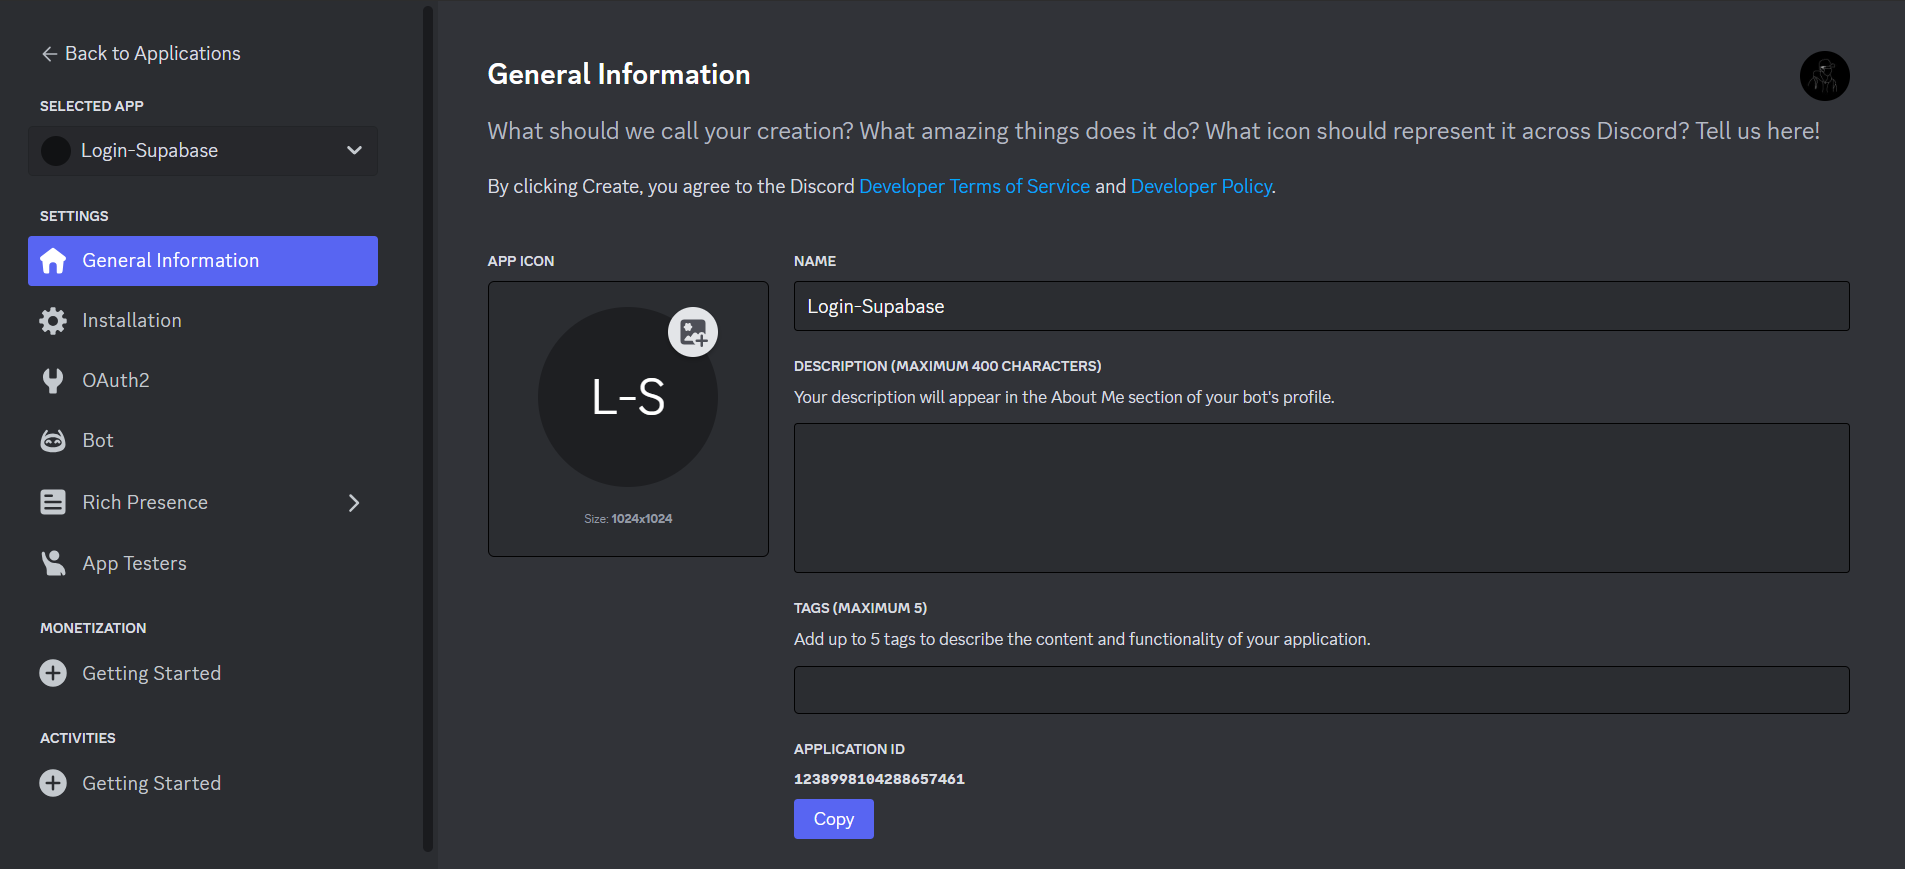 Back to Applications
SELECTED APP
Login-Supabase
SETTINGS
General Information
Installation
OAuth2
Bot
Rich Presence
App Testers
MONETIZATION
Getting Started
ACTIVITIES
Getting Started
General Information
What should we call your creation? What amazing things does it do? What icon should represent it across Discord? Tell us here!
By clicking Create, you agree to the Discord Developer Terms of Service and Developer Policy.
APP ICON
L-S
Size: 1024x1024
NAME
Login-Supabase
DESCRIPTION (MAXIMUM 400 CHARACTERS)
Your description will appear in the About Me section of your bot's profile.
TAGS (MAXIMUM 5)
Add up to 5 tags to describe the content and functionality of your application.
APPLICATION ID
1238998104288657461
Copy